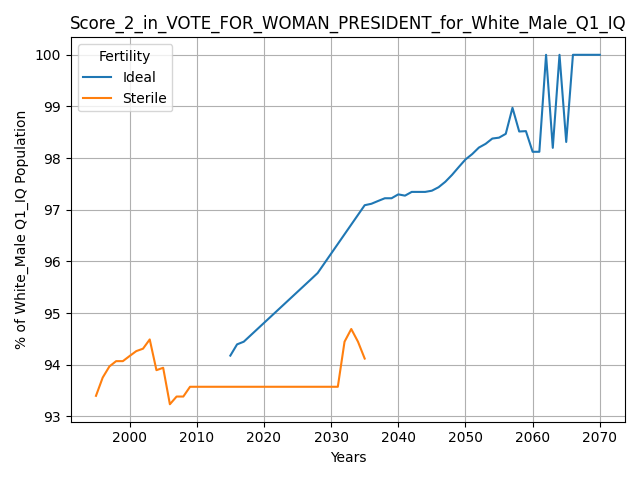 Score_2_in_VOTE_FOR_WOMAN_PRESIDENT_for_White_Male_Q1_IQ
Fertility
Ideal
Sterile
% of White_Male Q1_IQ Population
100
99
98
97
96
95
94
93
2000 2010 2020 2030 2040 2050 2060 2070
Years